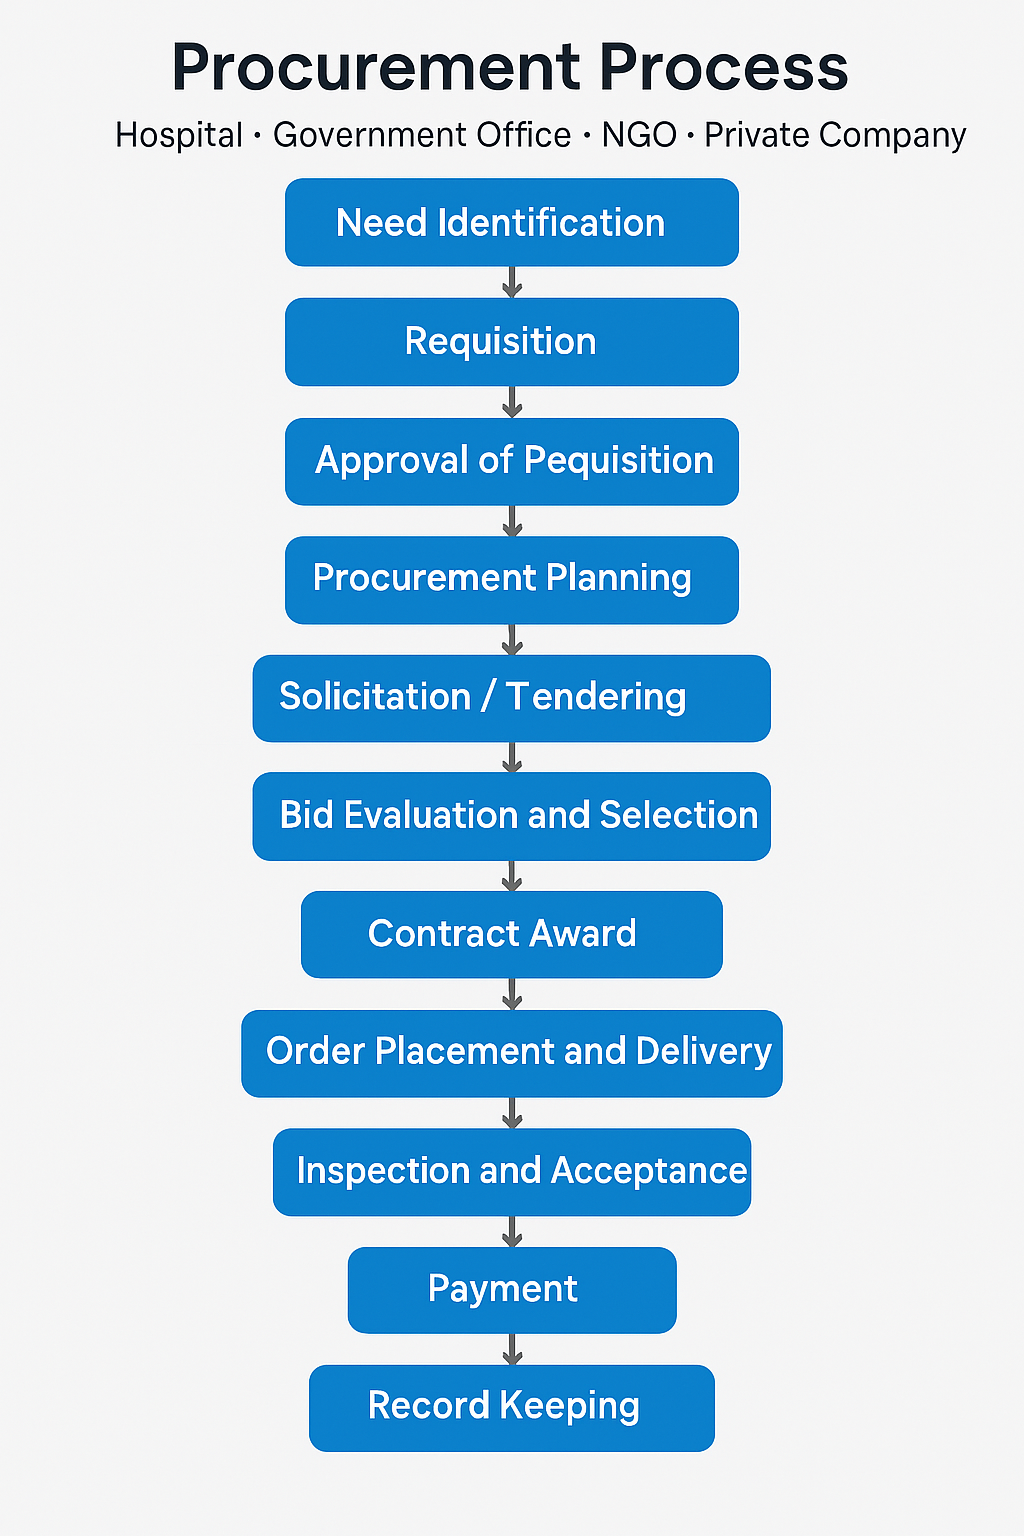 Procurement Process
Hospital · Government Office · NGO · Private Company
Need Identification
Requisition
Approval of Pequisition
Procurement Planning
Solicitation / Tendering
Bid Evaluation and Selection
Contract Award
Order Placement and Delivery
Inspection and Acceptance
Payment
Record Keeping